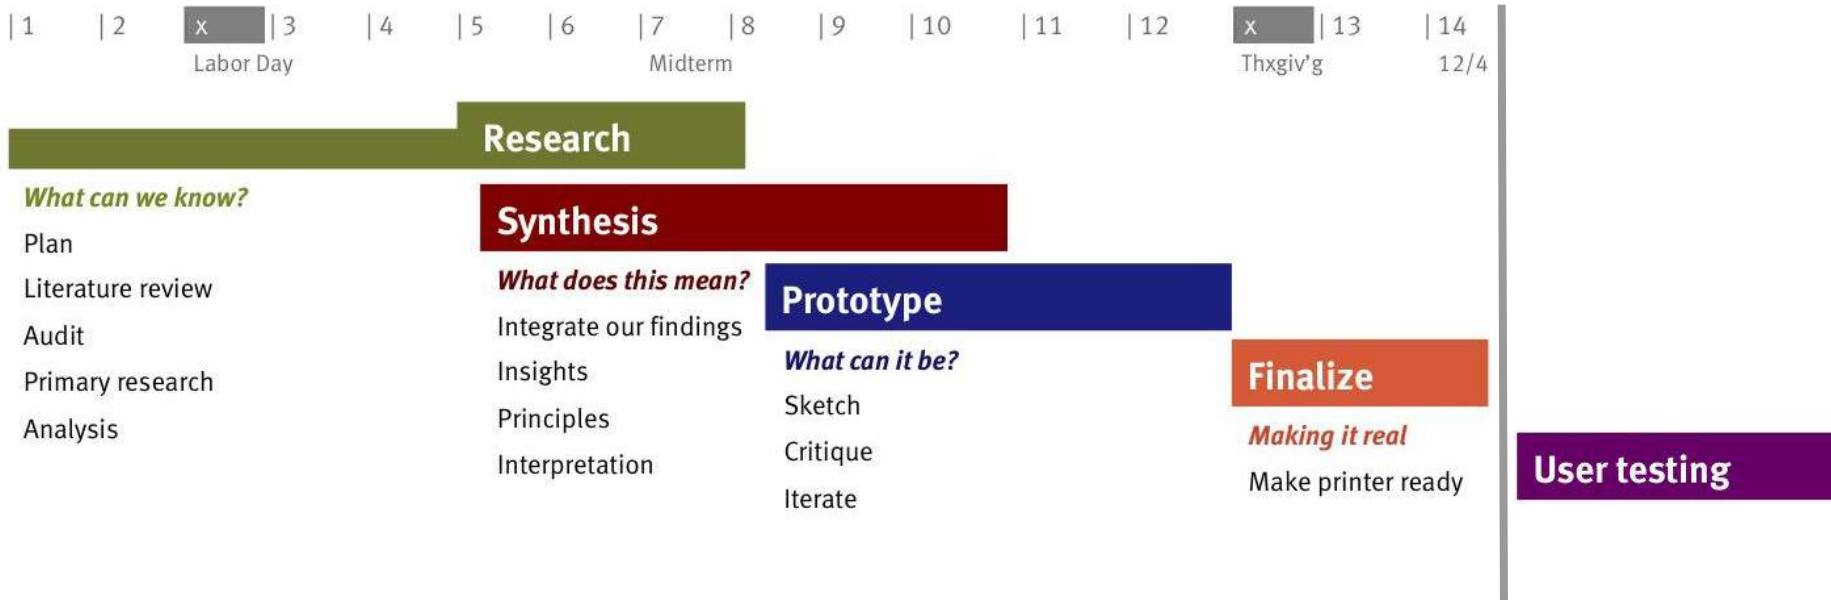 |1 |2 x |3 |4 |5 |6 |7 |8 |9 |10 |11 |12 x |13 |14
Labor Day Midterm Thxgiv'g 12/4
Research
What can we know?
Plan
Literature review
Audit
Primary research
Analysis
Synthesis
What does this mean?
Integrate our findings
Insights
Principles
Interpretation
Prototype
What can it be?
Sketch
Critique
Iterate
Finalize
Making it real
Make printer ready
User testing